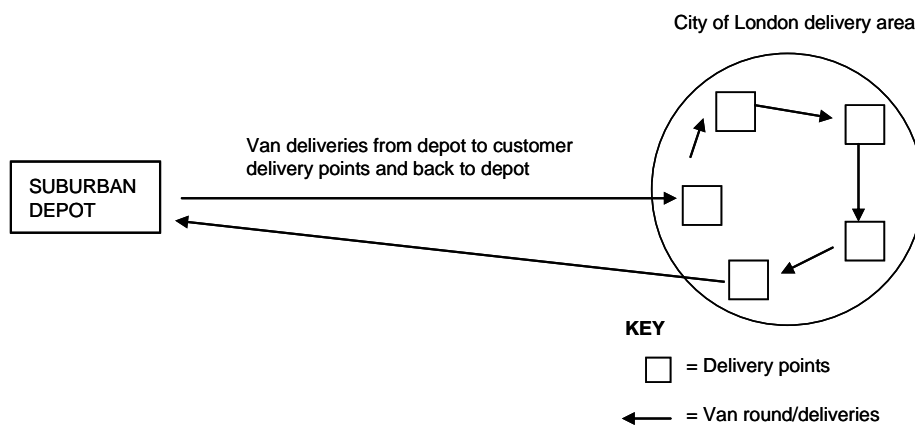 City of London delivery area
Van deliveries from depot to customer
delivery points and back to depot
SUBURBAN
DEPOT
KEY
= Delivery points
= Van round/deliveries